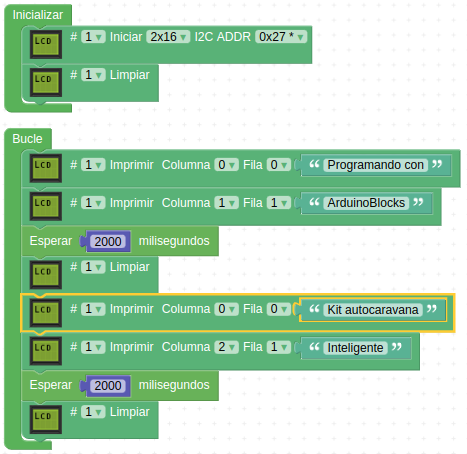 Inicializar
LCD # 1 Iniciar 2x16 I2C ADDR 0x27 *
LCD # 1 Limpiar
Bucle
LCD # 1 Imprimir Columna 0 Fila 0 “ Programando con ”
LCD # 1 Imprimir Columna 1 Fila 1 “ ArduinoBlocks ”
Esperar 2000 milisegundos
LCD # 1 Limpiar
LCD # 1 Imprimir Columna 0 Fila 0 “ Kit autocaravana ”
LCD # 1 Imprimir Columna 2 Fila 1 “ Inteligente ”
Esperar 2000 milisegundos
LCD # 1 Limpiar